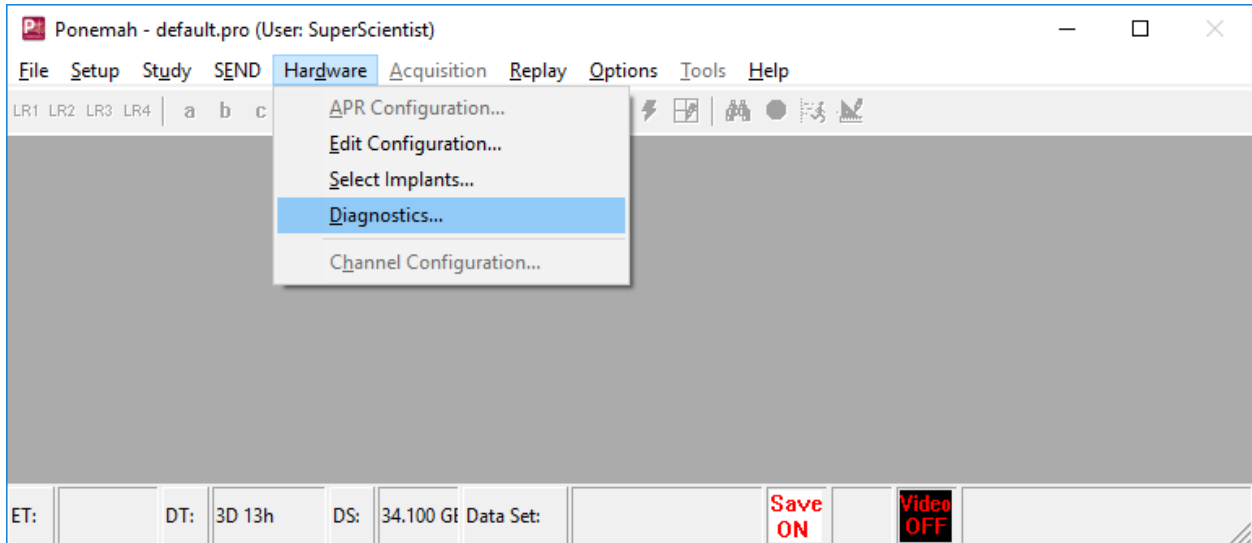 Ponemah - default.pro (User: SuperScientist)
File Setup Study SEND Hardware Acquisition Replay Options Tools Help
LR1 LR2 LR3 LR4 a b c
APR Configuration...
Edit Configuration...
Select Implants...
Diagnostics...
Channel Configuration...
ET: DT: 3D 13h DS: 34.100 GE Data Set: Save ON Video OFF